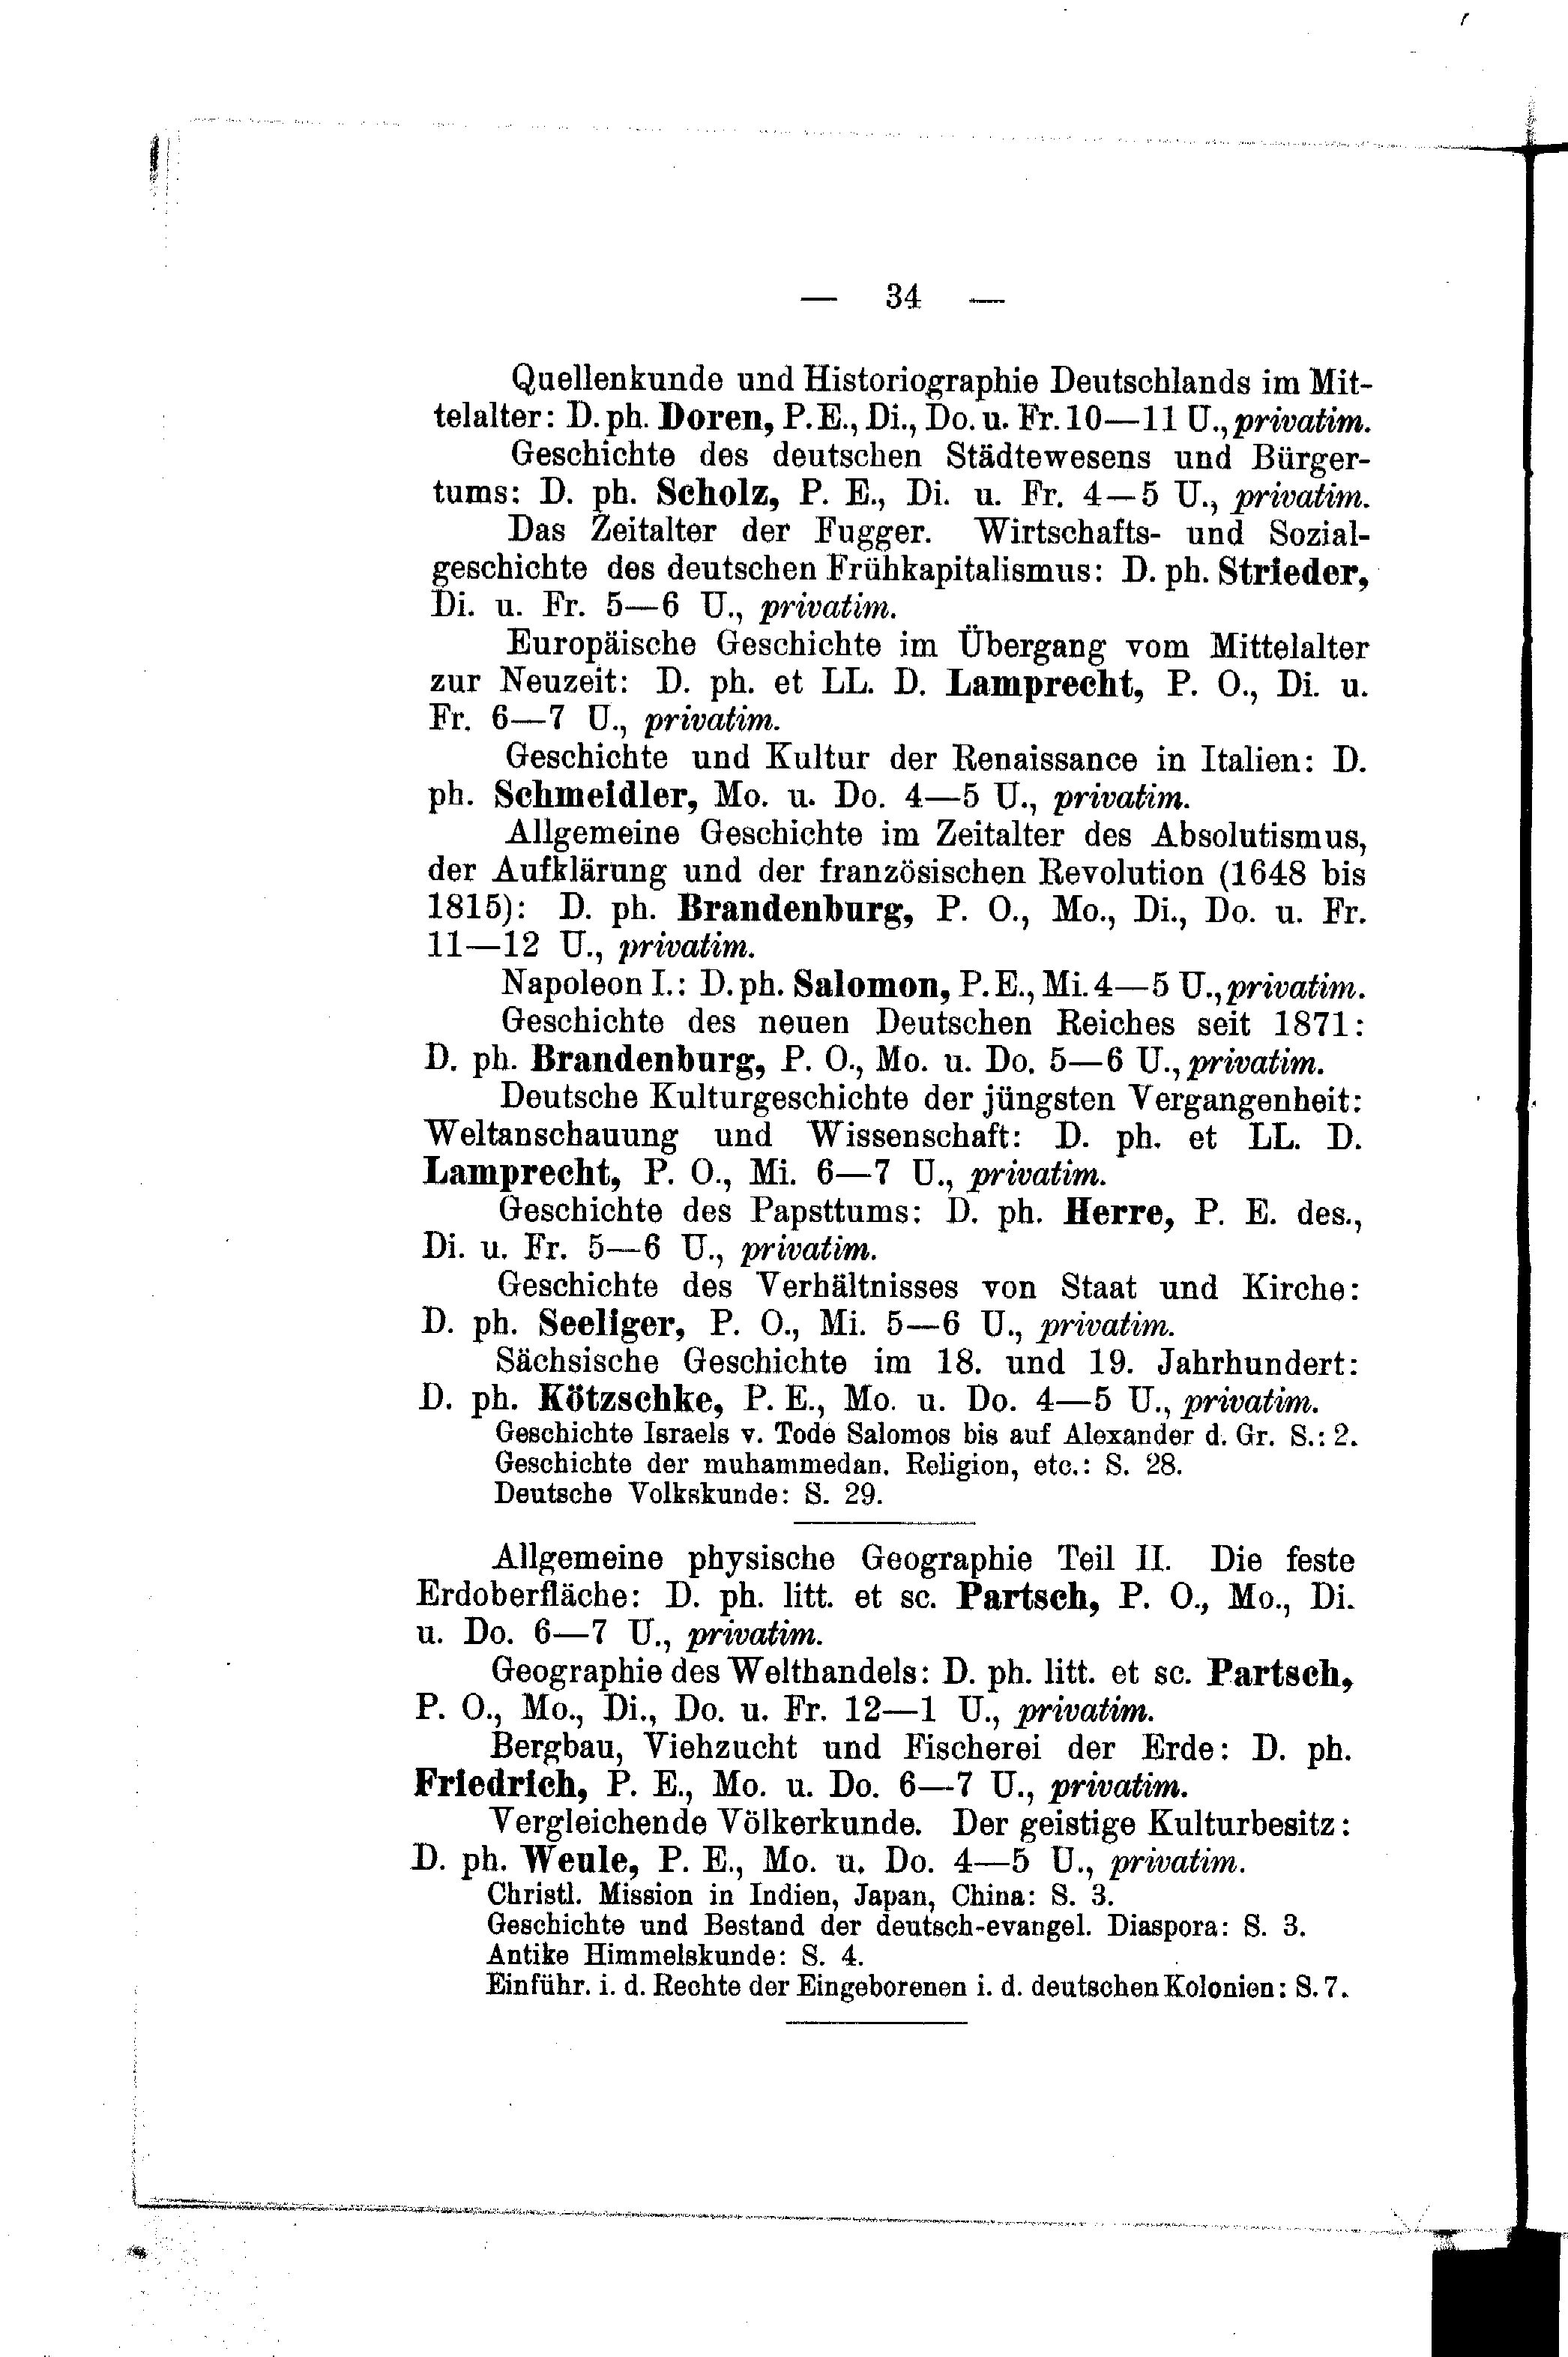 — 34 —
Quellenkunde und Historiographie Deutschlands im Mit-
telalter: D. ph. Doren, P. E., Di., Do. u. Fr. 10—11 U., privatim.
Geschichte des deutschen Städtewesens und Bürger-
tums: D. ph. Scholz, P. E., Di. u. Fr. 4—5 U., privatim.
Das Zeitalter der Fugger. Wirtschafts- und Sozial-
geschichte des deutschen Frühkapitalismus: D. ph. Strieder,
Di. u. Fr. 5—6 U., privatim.
Europäische Geschichte im Übergang vom Mittelalter
zur Neuzeit: D. ph. et LL. D. Lamprecht, P. O., Di. u.
Fr. 6—7 U., privatim.
Geschichte und Kultur der Renaissance in Italien: D.
ph. Schmeidler, Mo. u. Do. 4—5 U., privatim.
Allgemeine Geschichte im Zeitalter des Absolutismus,
der Aufklärung und der französischen Revolution (1648 bis
1815): D. ph. Brandenburg, P. O., Mo., Di., Do. u. Fr.
11—12 U., privatim.
Napoleon I.: D. ph. Salomon, P. E., Mi. 4—5 U., privatim.
Geschichte des neuen Deutschen Reiches seit 1871:
D. ph. Brandenburg, P. O., Mo. u. Do. 5—6 U., privatim.
Deutsche Kulturgeschichte der jüngsten Vergangenheit:
Weltanschauung und Wissenschaft: D. ph. et LL. D.
Lamprecht, P. O., Mi. 6—7 U., privatim.
Geschichte des Papsttums: D. ph. Herre, P. E. des.,
Di. u. Fr. 5—6 U., privatim.
Geschichte des Verhältnisses von Staat und Kirche:
D. ph. Seeliger, P. O., Mi. 5—6 U., privatim.
Sächsische Geschichte im 18. und 19. Jahrhundert:
D. ph. Kötzschke, P. E., Mo. u. Do. 4—5 U., privatim.
Geschichte Israels v. Tode Salomos bis auf Alexander d. Gr. S.: 2.
Geschichte der muhammedan. Religion, etc.: S. 28.
Deutsche Volkskunde: S. 29.
Allgemeine physische Geographie Teil II. Die feste
Erdoberfläche: D. ph. litt. et sc. Partsch, P. O., Mo., Di.
u. Do. 6—7 U., privatim.
Geographie des Welthandels: D. ph. litt. et sc. Partsch,
P. O., Mo., Di., Do. u. Fr. 12—1 U., privatim.
Bergbau, Viehzucht und Fischerei der Erde: D. ph.
Friedrich, P. E., Mo. u. Do. 6—7 U., privatim.
Vergleichende Völkerkunde. Der geistige Kulturbesitz:
D. ph. Weule, P. E., Mo. u. Do. 4—5 U., privatim.
Christl. Mission in Indien, Japan, China: S. 3.
Geschichte und Bestand der deutsch-evangel. Diaspora: S. 3.
Antike Himmelskunde: S. 4.
Einführ. i. d. Rechte der Eingeborenen i. d. deutschen Kolonien: S. 7.